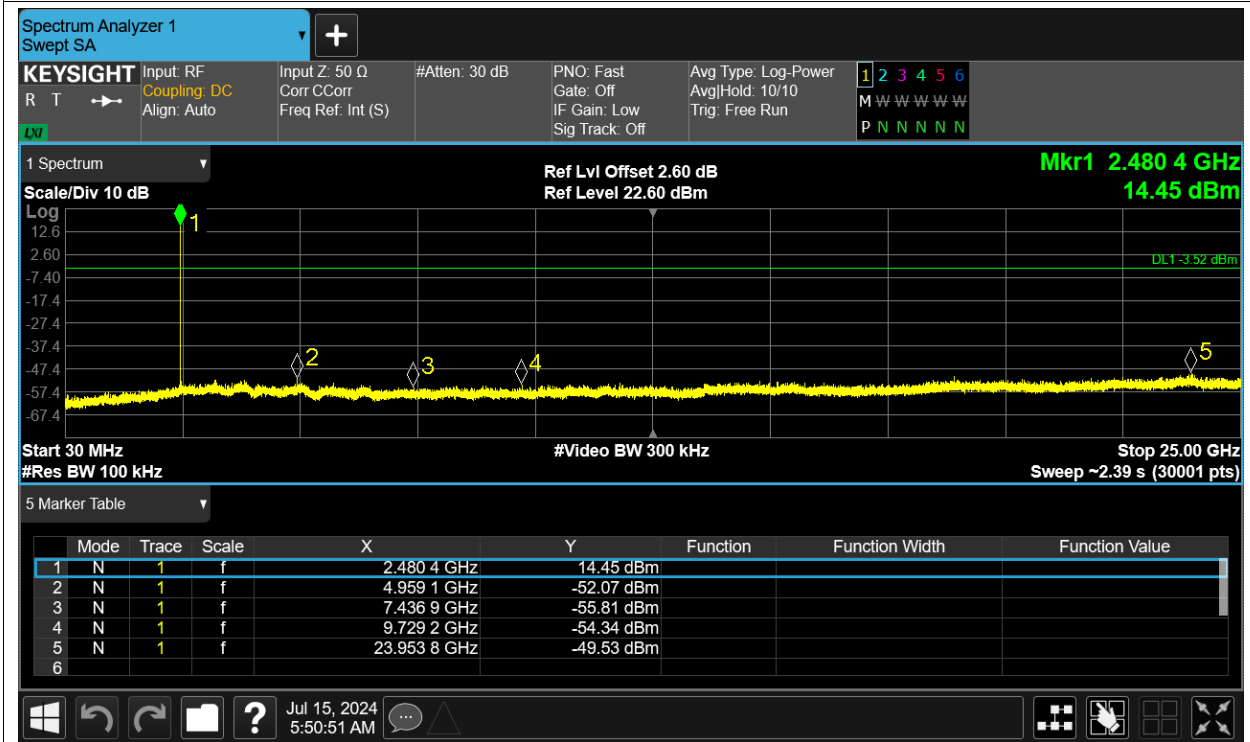 Spectrum Analyzer 1
Swept SA
+
KEYSIGHT
R T
LXI
Input: RF
Coupling: DC
Align: Auto
Input Z: 50 Ω
Corr CCorr
Freq Ref: Int (S)
#Atten: 30 dB
PNO: Fast
Gate: Off
IF Gain: Low
Sig Track: Off
Avg Type: Log-Power
Avg|Hold: 10/10
Trig: Free Run
1 2 3 4 5 6
M W W W W W
P N N N N N
1 Spectrum
Scale/Div 10 dB
Ref Lvl Offset 2.60 dB
Ref Level 22.60 dBm
Mkr1 2.480 4 GHz
14.45 dBm
Log
12.6
2.60
-7.40
-17.4
-27.4
-37.4
-47.4
-57.4
-67.4
1
2
3
4
5
DL1 -3.52 dBm
Start 30 MHz
#Video BW 300 kHz
Stop 25.00 GHz
#Res BW 100 kHz
Sweep ~2.39 s (30001 pts)
5 Marker Table
Mode Trace Scale X Y Function Function Width Function Value
1 N 1 f 2.480 4 GHz 14.45 dBm
2 N 1 f 4.959 1 GHz -52.07 dBm
3 N 1 f 7.436 9 GHz -55.81 dBm
4 N 1 f 9.729 2 GHz -54.34 dBm
5 N 1 f 23.953 8 GHz -49.53 dBm
6
?
Jul 15, 2024
5:50:51 AM